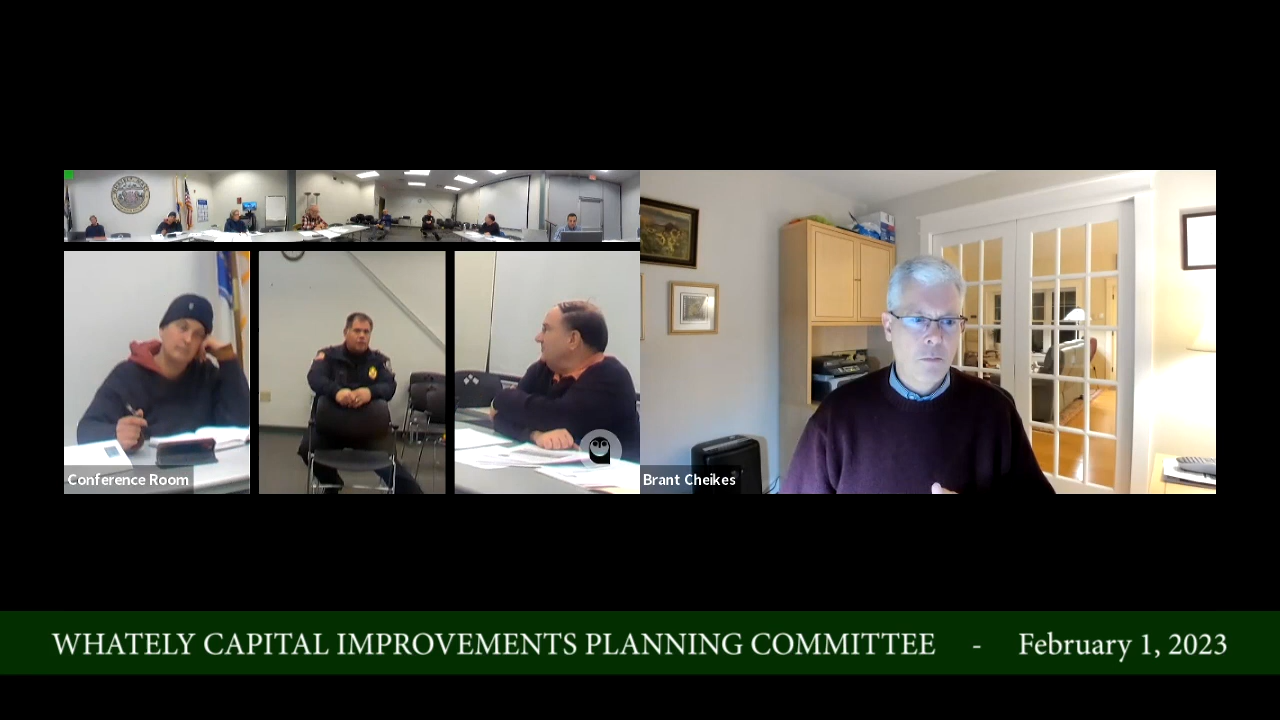 Conference Room
Brant Cheikes
WHATELY CAPITAL IMPROVEMENTS PLANNING COMMITTEE - February 1, 2023